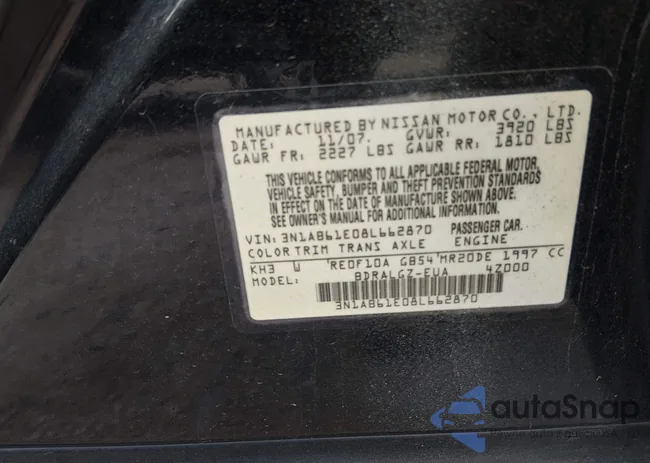 MANUFACTURED BY NISSAN MOTOR CO., LTD.
DATE: 11/07. GVWR: 3920 LBS
GAWR FR: 2227 LBS GAWR RR: 1810 LBS
THIS VEHICLE CONFORMS TO ALL APPLICABLE FEDERAL MOTOR
VEHICLE SAFETY, BUMPER AND THEFT PREVENTION STANDARDS
IN EFFECT ON THE DATE OF MANUFACTURE SHOWN ABOVE.
SEE OWNER'S MANUAL FOR ADDITIONAL INFORMATION.
VIN: 3N1AB61E08L662870 PASSENGER CAR.
COLOR TRIM TRANS AXLE ENGINE
KH3 W 'RE0F10A GB54 'MR20DE 1997 CC
MODEL: BDRALGZ-EUA 4Z000
3N1AB61E08L662870
autoSnap